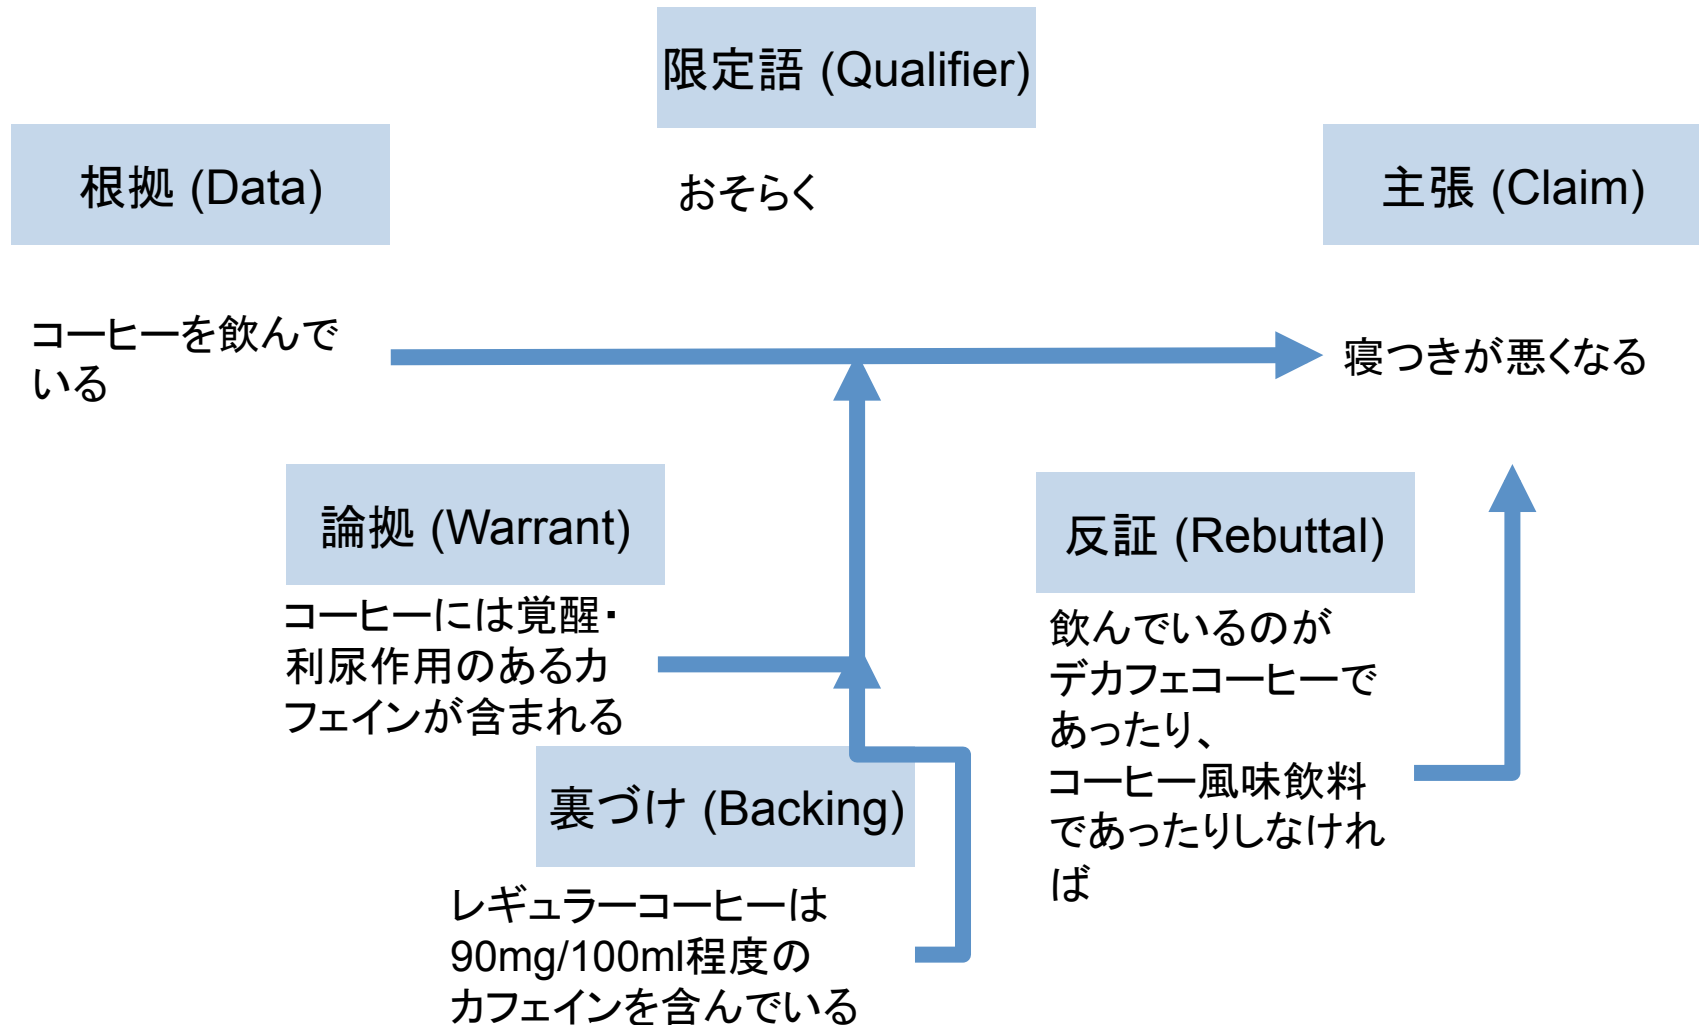 限定語 (Qualifier)
おそらく
根拠 (Data)
コーヒーを飲んで
いる
主張 (Claim)
寝つきが悪くなる
論拠 (Warrant)
コーヒーには覚醒・
利尿作用のあるカ
フェインが含まれる
裏づけ (Backing)
レギュラーコーヒーは
90mg/100ml程度の
カフェインを含んでいる
反証 (Rebuttal)
飲んでいるのが
デカフェコーヒーで
あったり、
コーヒー風味飲料
であったりしなけれ
ば